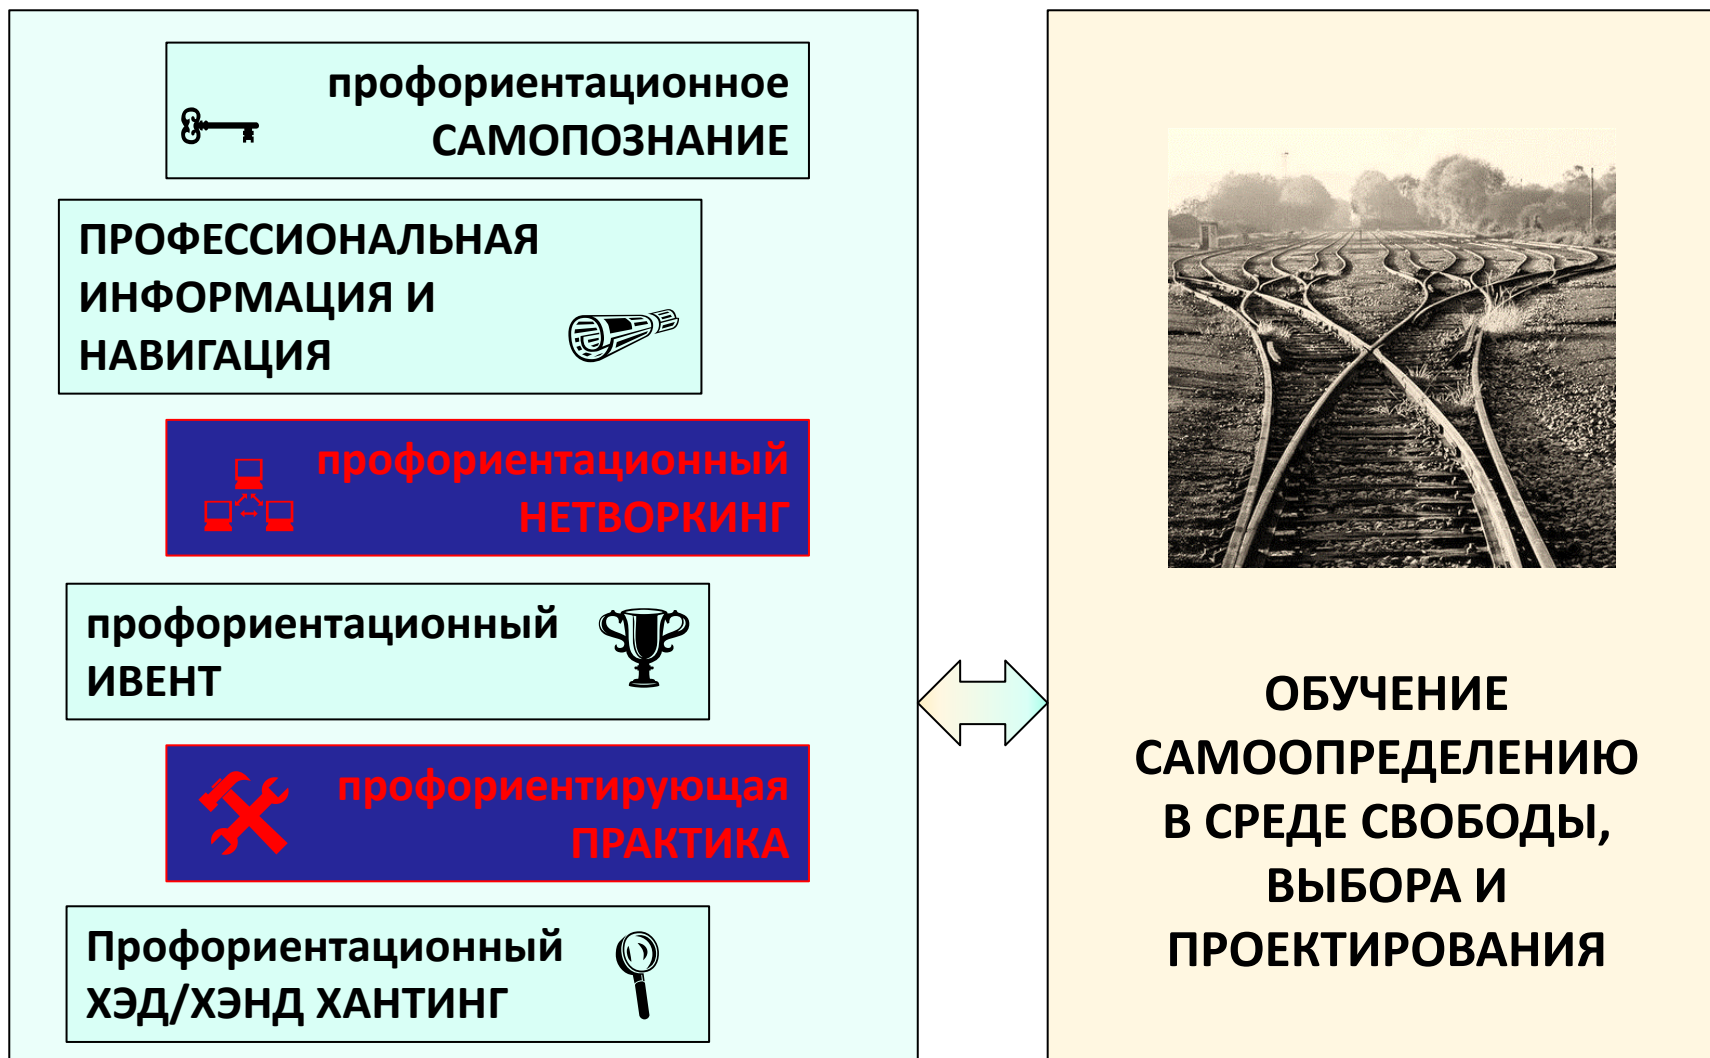 профориентационное
САМОПОЗНАНИЕ
ПРОФЕССИОНАЛЬНАЯ
ИНФОРМАЦИЯ И
НАВИГАЦИЯ
профориентационный
НЕТВОРКИНГ
профориентационный
ИВЕНТ
профориентирующая
ПРАКТИКА
Профориентационный
ХЭД/ХЭНД ХАНТИНГ
ОБУЧЕНИЕ
САМООПРЕДЕЛЕНИЮ
В СРЕДЕ СВОБОДЫ,
ВЫБОРА И
ПРОЕКТИРОВАНИЯ